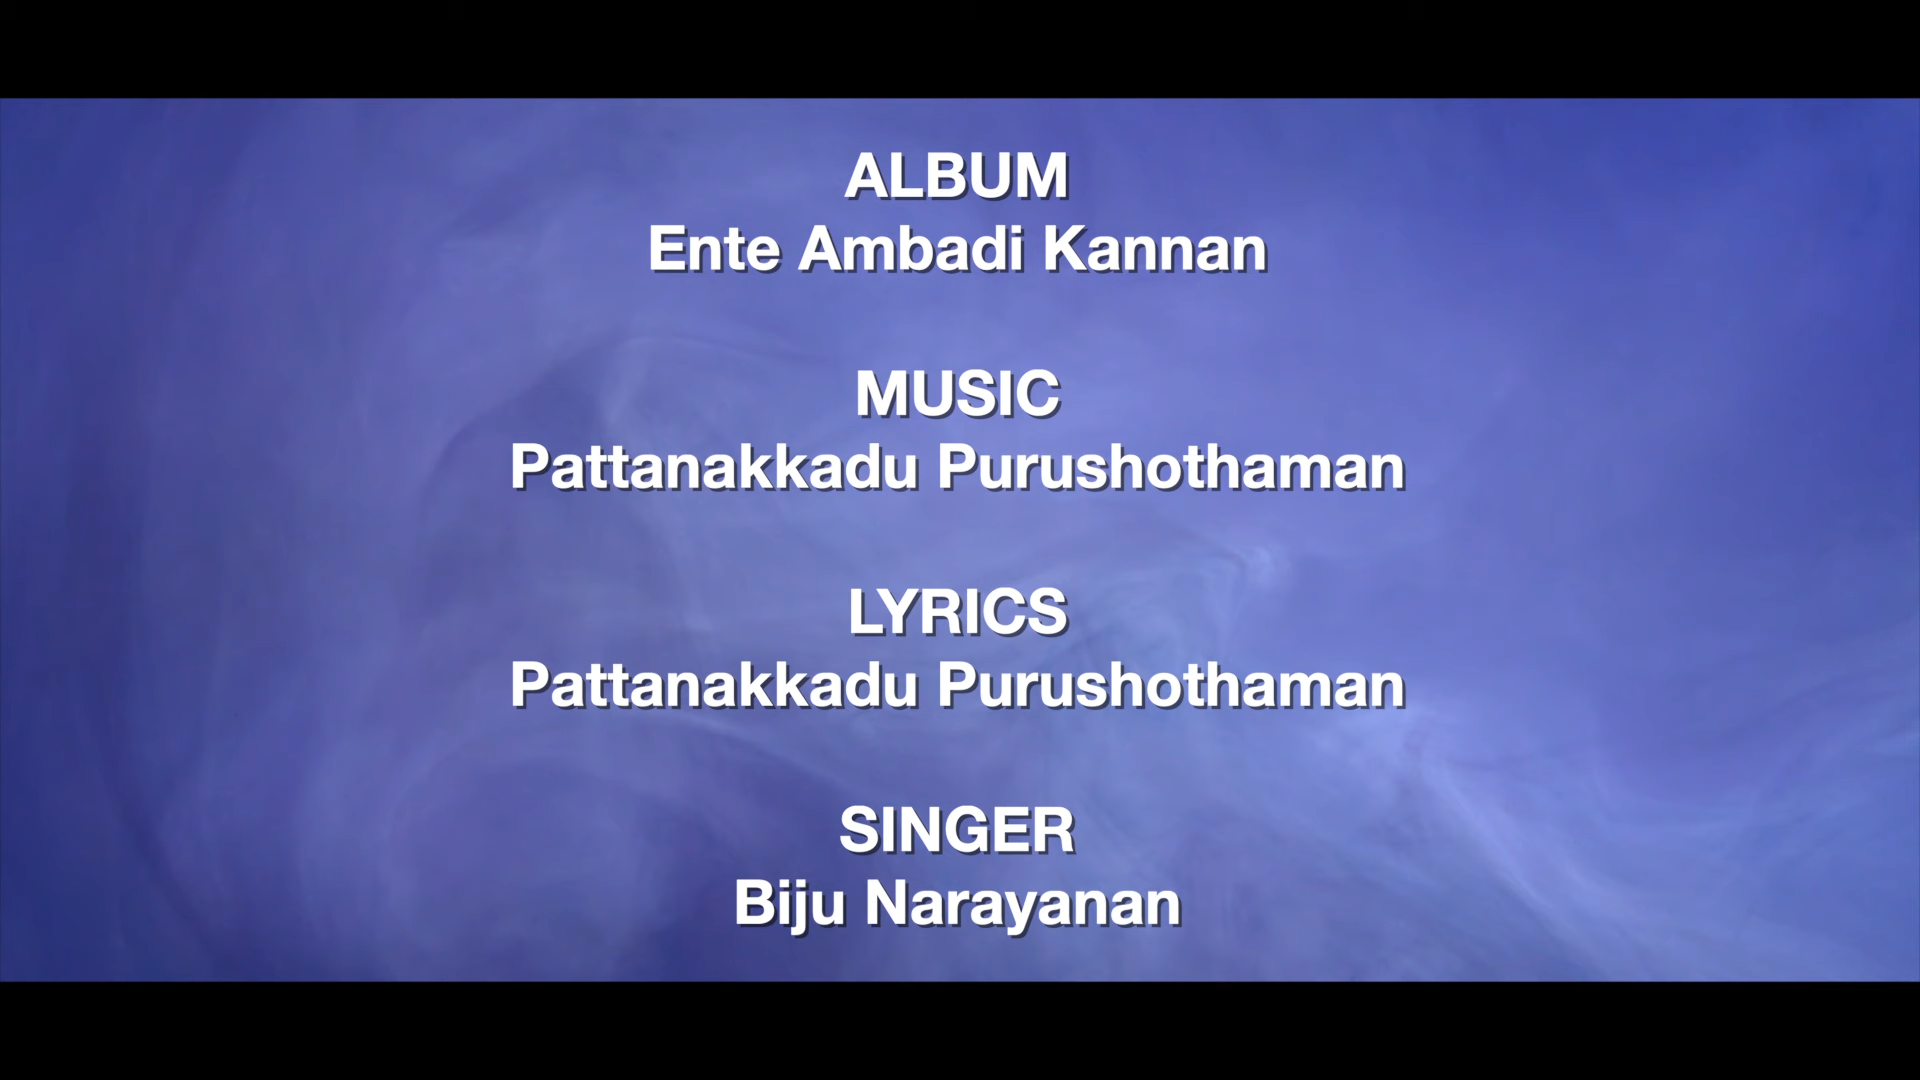 ALBUM
Ente Ambadi Kannan
MUSIC
Pattanakkadu Purushothaman
LYRICS
Pattanakkadu Purushothaman
SINGER
Biju Narayanan